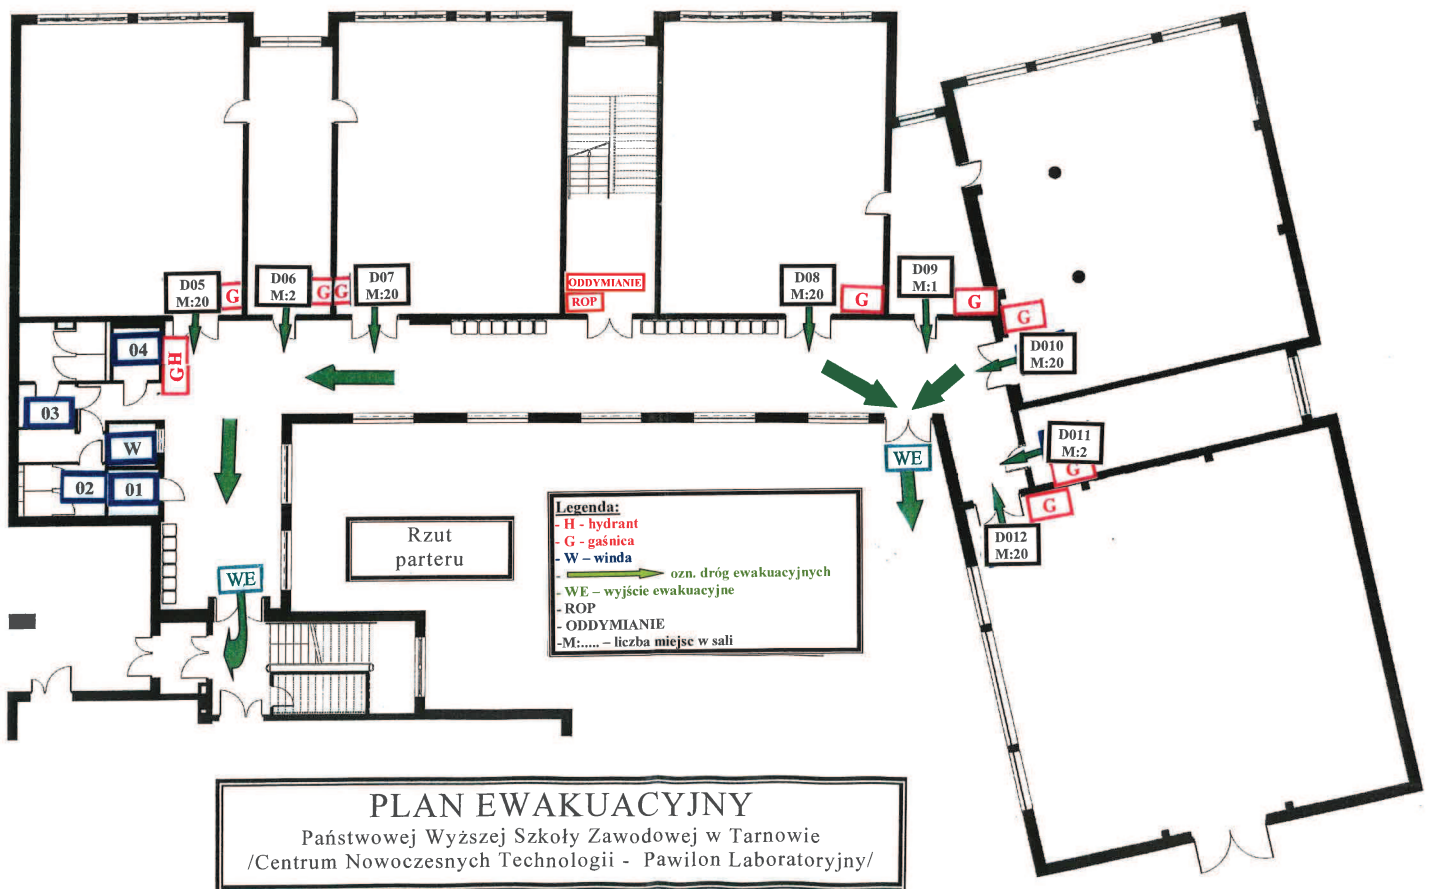 D05
M:20
G
D06
M:2
G
G
D07
M:20
ODDYMIANIE
ROP
D08
M:20
G
D09
M:1
G
G
D010
M:20
04
GH
03
W
02
01
D011
M:2
G
G
D012
M:20
WE
WE
Rzut
parteru
Legenda:
- H - hydrant
- G - gaśnica
- W – winda
- ozn. dróg ewakuacyjnych
- WE – wyjście ewakuacyjne
- ROP
- ODDYMIANIE
-M:..... – liczba miejsc w sali
PLAN EWAKUACYJNY
Państwowej Wyższej Szkoły Zawodowej w Tarnowie
/Centrum Nowoczesnych Technologii - Pawilon Laboratoryjny/